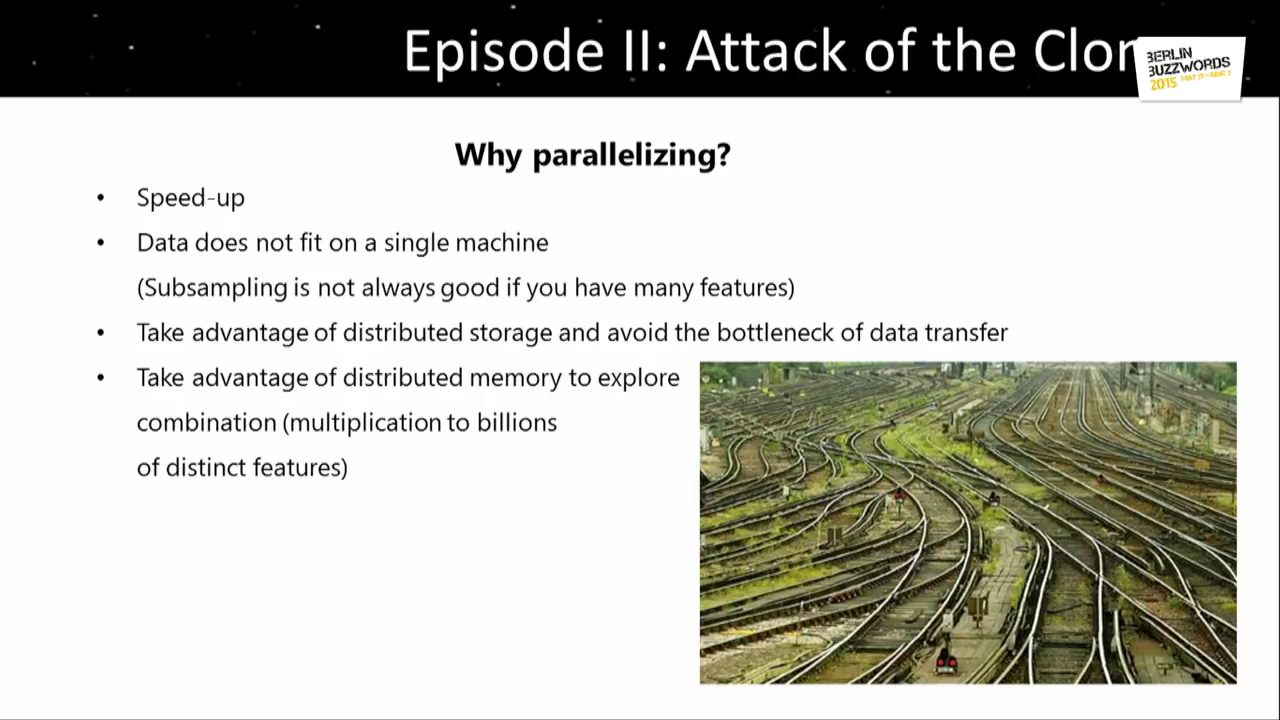 Episode II: Attack of the Clon
BERLIN
BUZZWORDS
2015
Why parallelizing?
• Speed-up
• Data does not fit on a single machine
(Subsampling is not always good if you have many features)
• Take advantage of distributed storage and avoid the bottleneck of data transfer
• Take advantage of distributed memory to explore
combination (multiplication to billions
of distinct features)